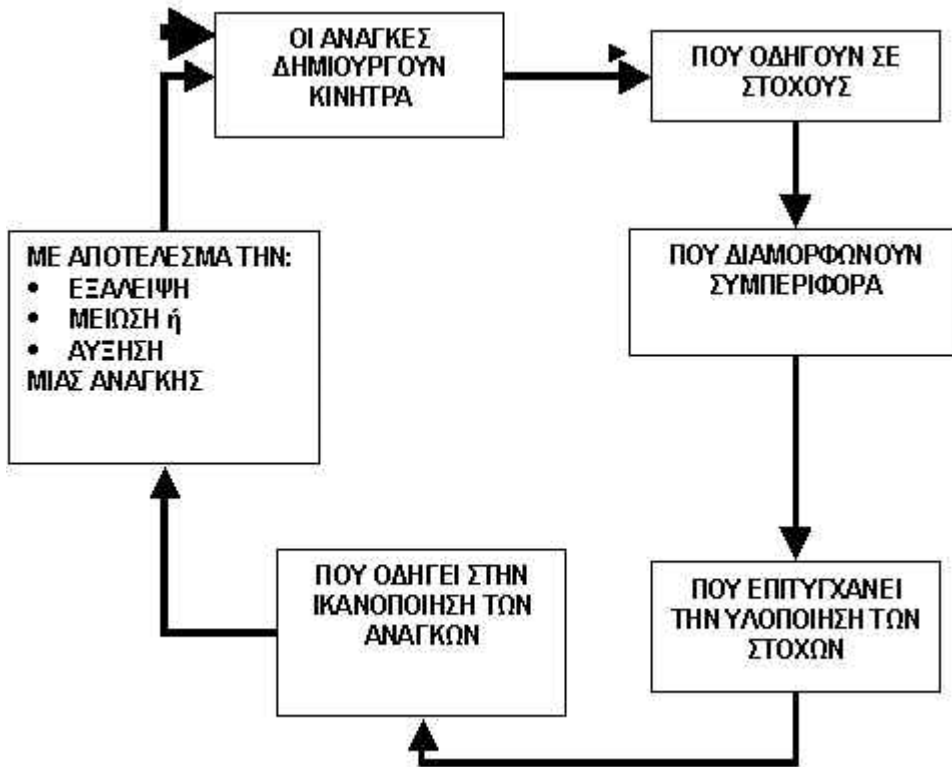 ΟΙ ΑΝΑΓΚΕΣ
ΔΗΜΙΟΥΡΓΟΥΝ
ΚΙΝΗΤΡΑ
ΠΟΥ ΟΔΗΓΟΥΝ ΣΕ
ΣΤΟΧΟΥΣ
ΠΟΥ ΔΙΑΜΟΡΦΩΝΟΥΝ
ΣΥΜΠΕΡΙΦΟΡΑ
ΠΟΥ ΕΠΙΤΥΓΧΑΝΕΙ
ΤΗΝ ΥΛΟΠΟΙΗΣΗ ΤΩΝ
ΣΤΟΧΩΝ
ΠΟΥ ΟΔΗΓΕΙ ΣΤΗΝ
ΙΚΑΝΟΠΟΙΗΣΗ ΤΩΝ
ΑΝΑΓΚΩΝ
ΜΕ ΑΠΟΤΕΛΕΣΜΑ ΤΗΝ:
• ΕΞΑΛΕΙΨΗ
• ΜΕΙΩΣΗ ή
• ΑΥΞΗΣΗ
ΜΙΑΣ ΑΝΑΓΚΗΣ